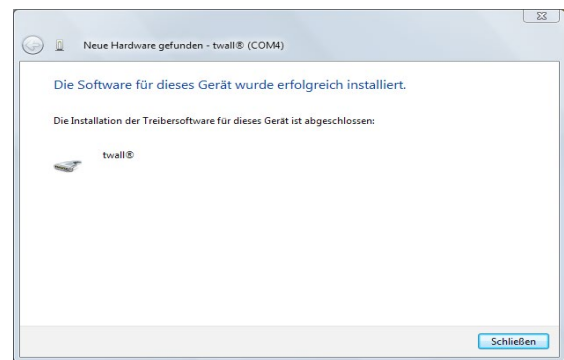 Neue Hardware gefunden - twall® (COM4)
Die Software für dieses Gerät wurde erfolgreich installiert.
Die Installation der Treibersoftware für dieses Gerät ist abgeschlossen:
twall®
Schließen